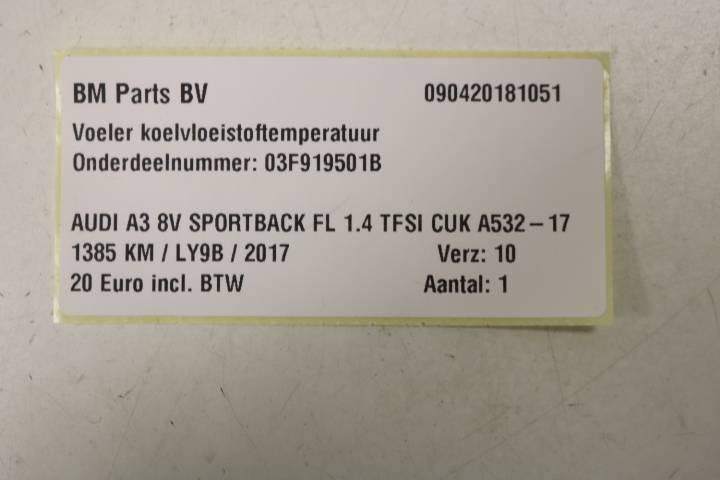 BM Parts BV 090420181051
Voeler koelvloeistoftemperatuur
Onderdeelnummer: 03F919501B
AUDI A3 8V SPORTBACK FL 1.4 TFSI CUK A532-17
1385 KM / LY9B / 2017 Verz: 10
20 Euro incl. BTW Aantal: 1